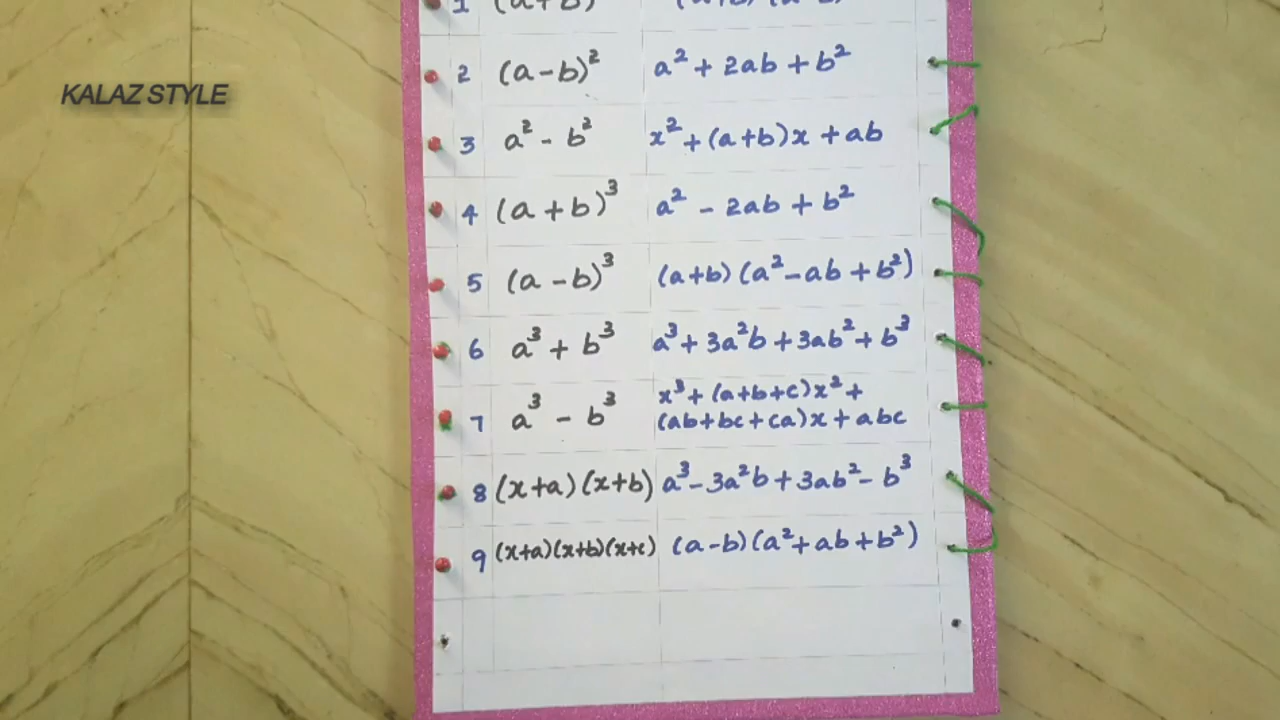 KALAZ STYLE
1 (a+b) (a+b) (a-b)
2 (a-b)² a² + 2ab + b²
3 a² - b² x² + (a+b)x + ab
4 (a + b)³ a² - 2ab + b²
5 (a - b)³ (a+b) (a² - ab + b²)
6 a³ + b³ a³ + 3a²b + 3ab² + b³
7 a³ - b³ x³ + (a+b+c)x² +
(ab+bc+ca)x + abc
8 (x+a)(x+b) a³ - 3a²b + 3ab² - b³
9 (x+a)(x+b)(x+c) (a-b)(a² + ab + b²)